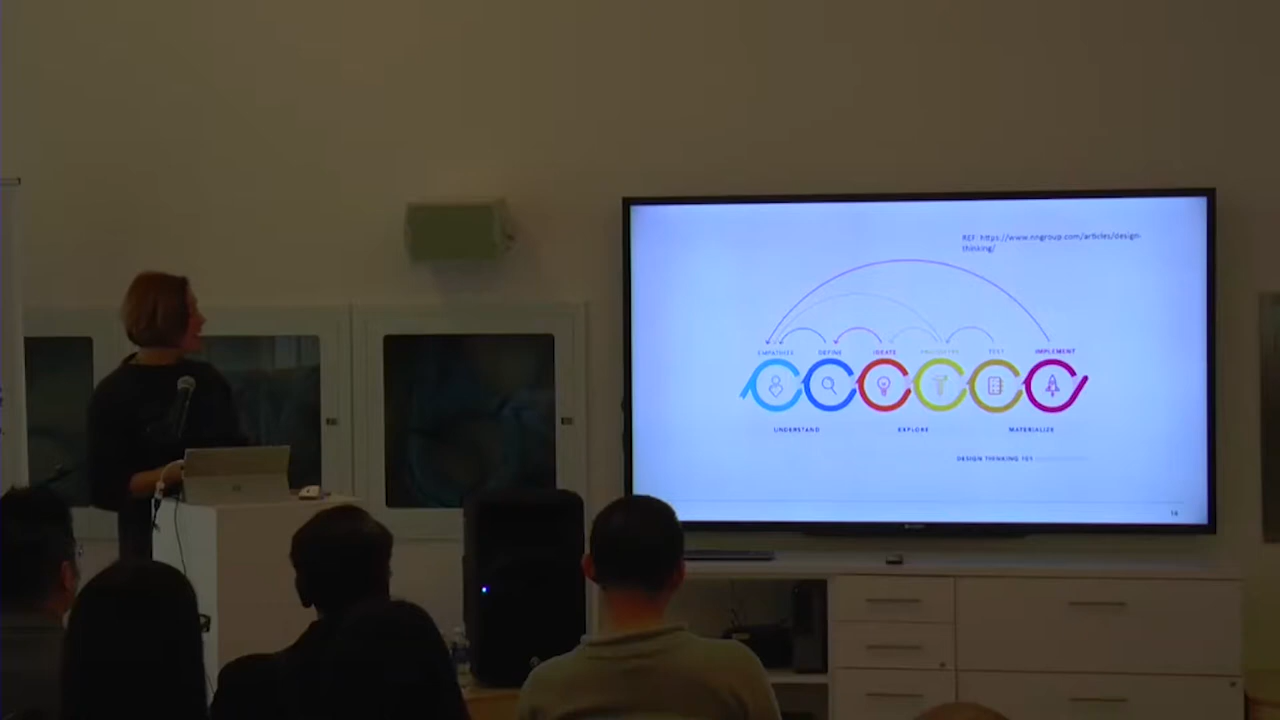 REF: https://www.nngroup.com/articles/design-
thinking/
EMPATHIZE DEFINE IDEATE PROTOTYPE TEST IMPLEMENT
UNDERSTAND EXPLORE MATERIALIZE
DESIGN THINKING 101
16